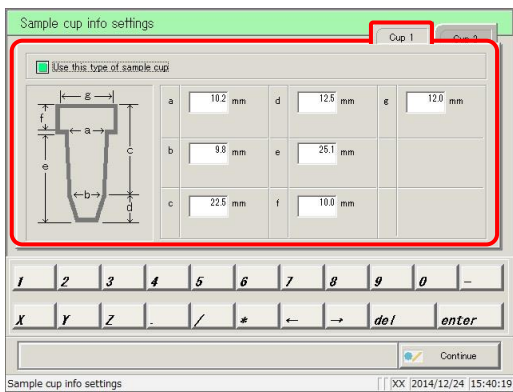 Sample cup info settings
Cup 1 Cup 2
Use this type of sample cup
g
f
a
c
e
b
d
a 10.2 mm d 12.5 mm g 12.0 mm
b 9.8 mm e 25.1 mm
c 22.5 mm f 10.0 mm
1 2 3 4 5 6 7 8 9 0 -
X Y Z . / * ← → del enter
Continue
Sample cup info settings XX 2014/12/24 15:40:19